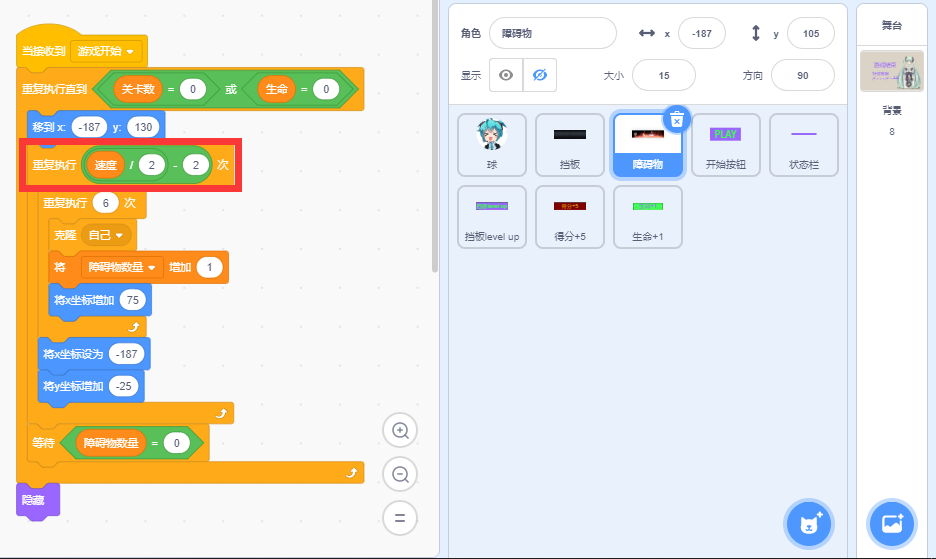 当接收到 游戏开始
重复执行直到 关卡数 = 0 或 生命 = 0
移到 x: -187 y: 130
重复执行 速度 / 2 - 2 次
重复执行 6 次
克隆 自己
将 障碍物数量 增加 1
将x坐标增加 75
将x坐标设为 -187
将y坐标增加 -25
等待 障碍物数量 = 0
隐藏
角色 障碍物 x -187 y 105
显示 大小 15 方向 90
球
挡板
障碍物
PLAY
开始按钮
状态栏
挡板level up
得分+5
得分+5
生命+1
舞台
背景
8